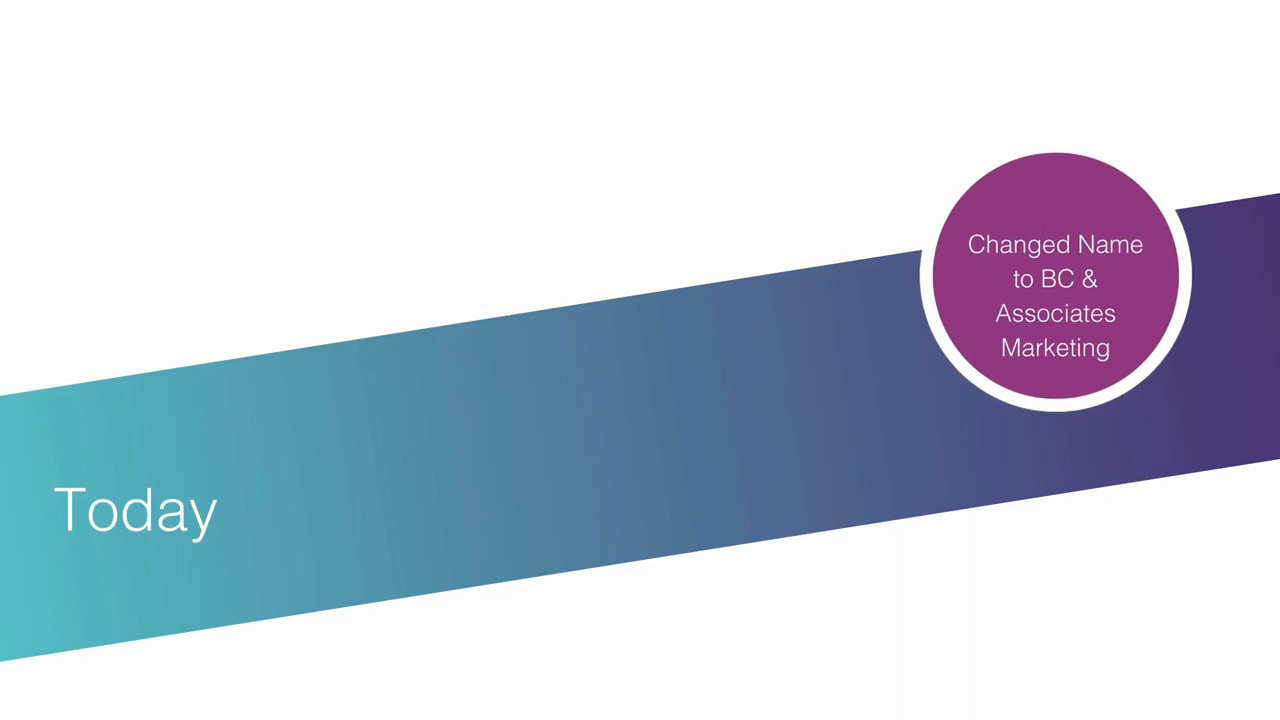 Changed Name
to BC &
Associates
Marketing
Today